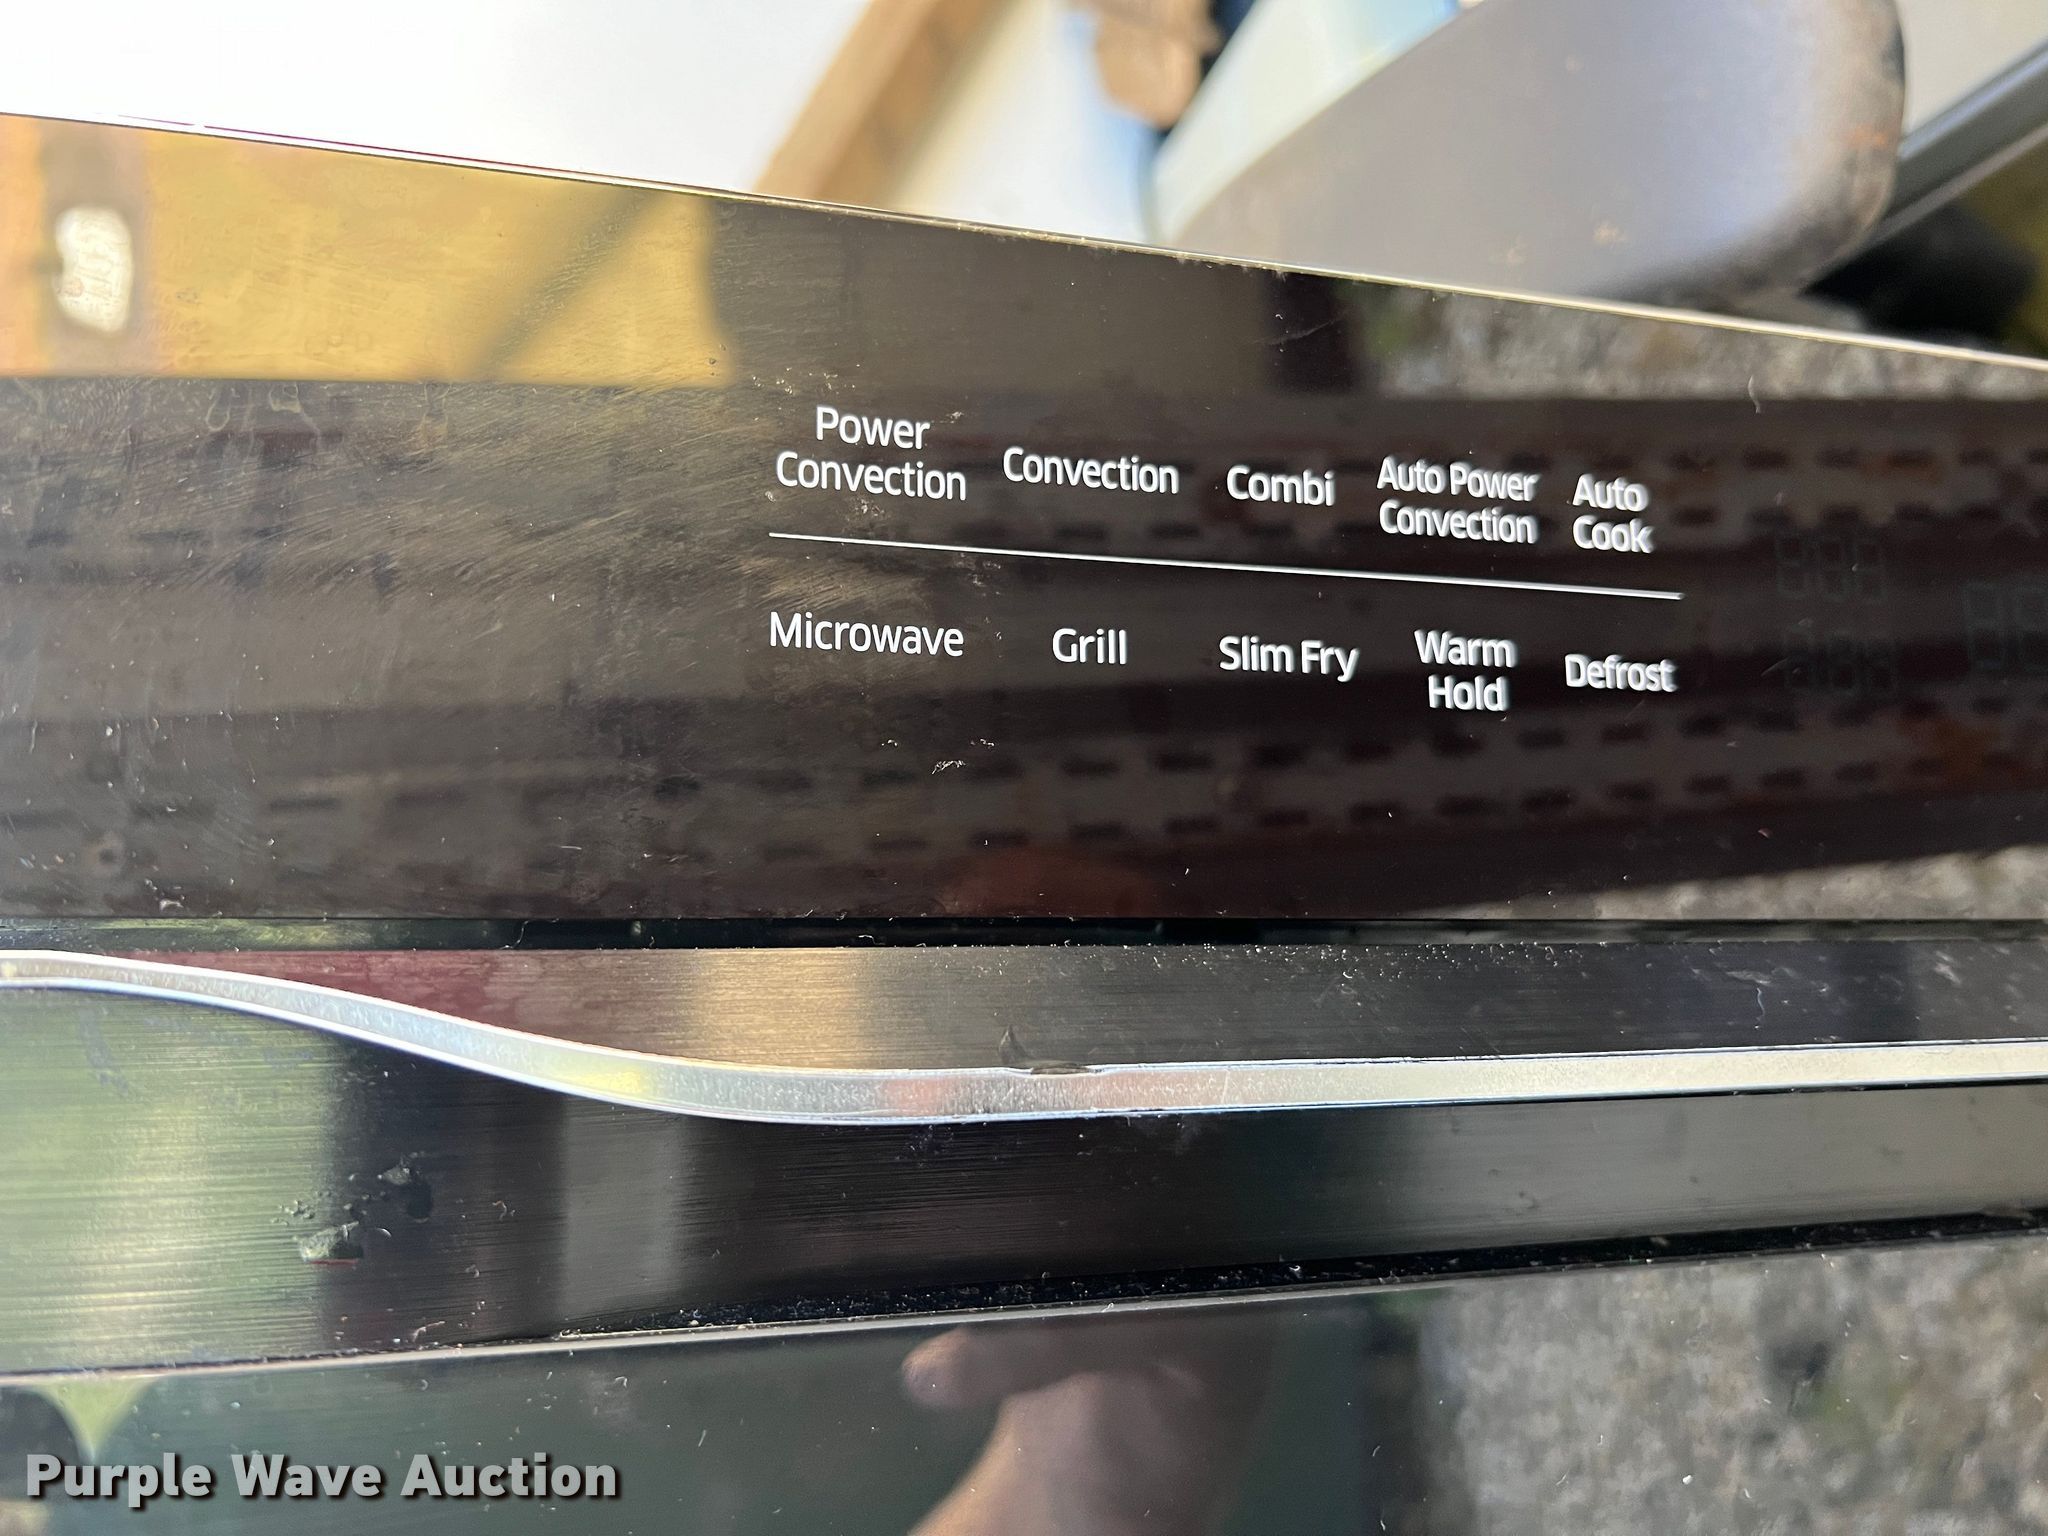 Power
Convection
Convection
Combi
Auto Power
Convection
Auto
Cook
Microwave
Grill
Slim Fry
Warm
Hold
Defrost
Purple Wave Auction